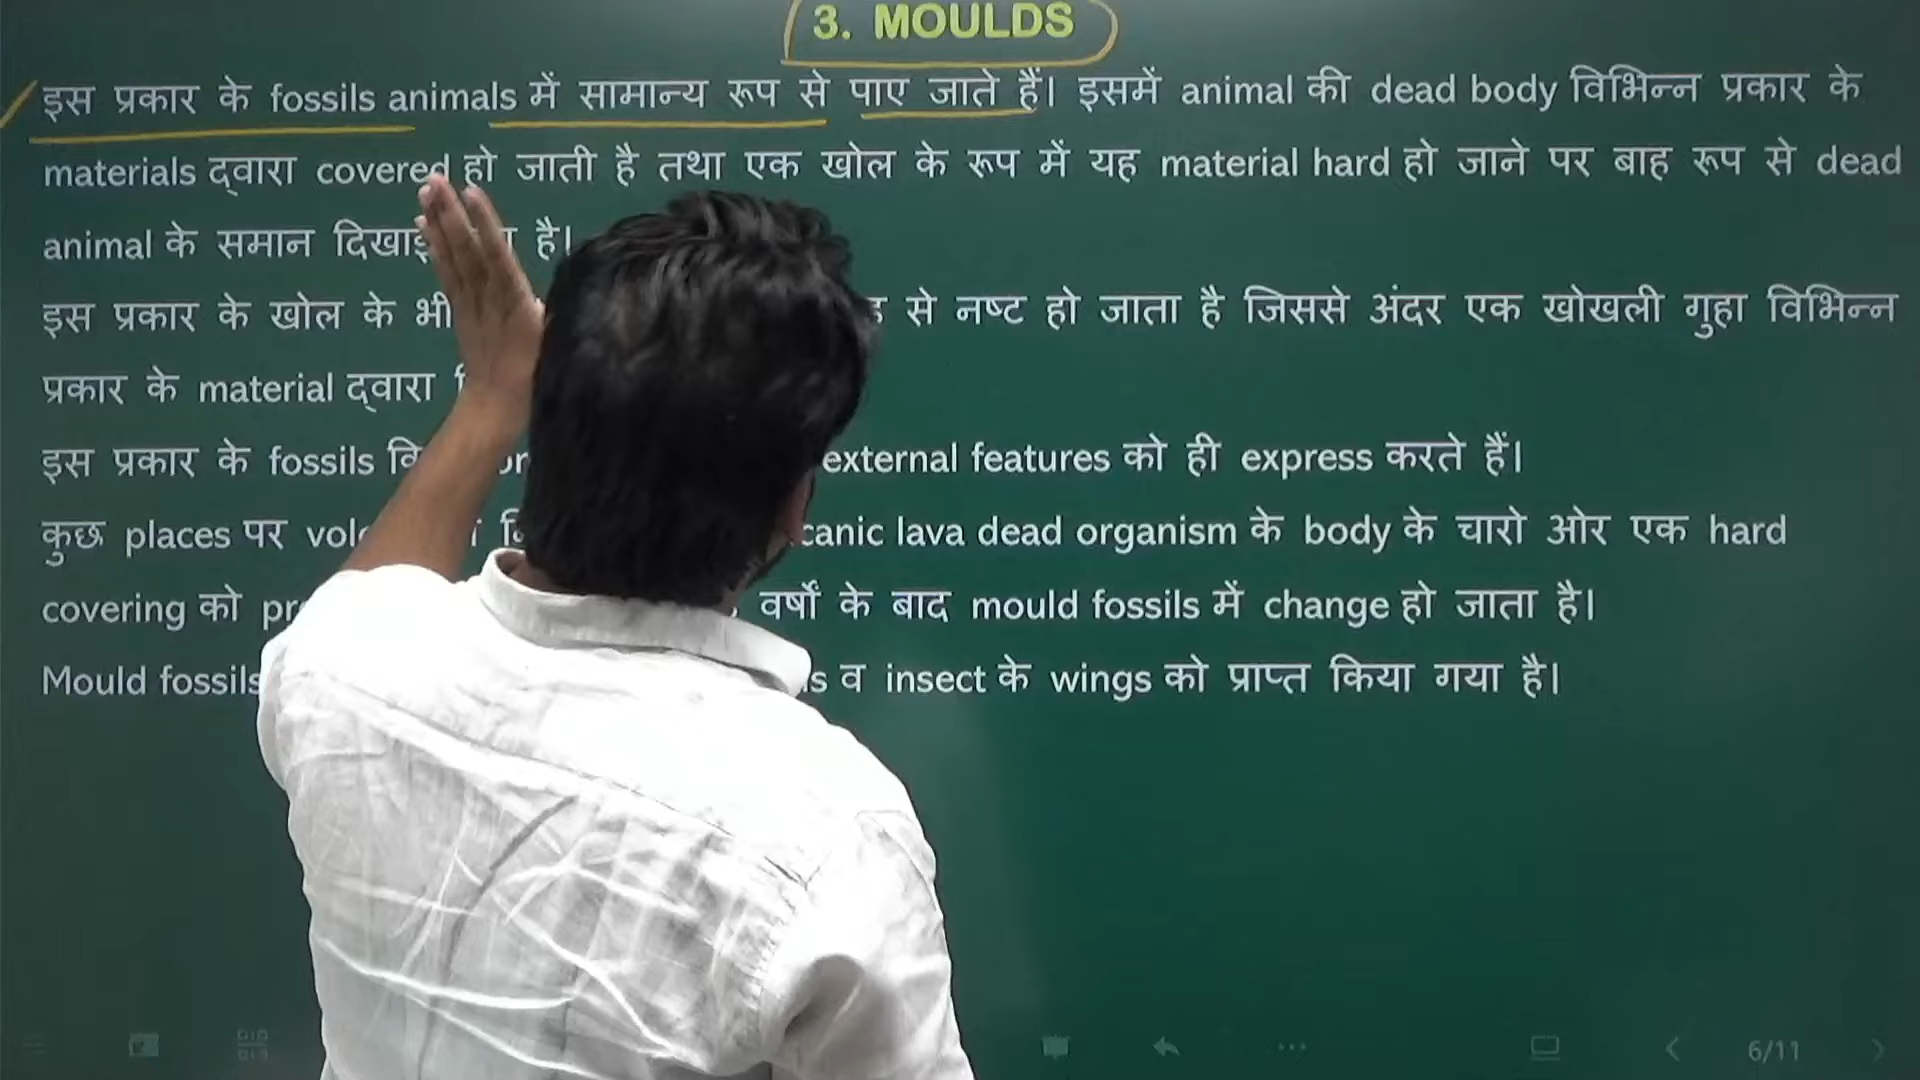 3. MOULDS
इस प्रकार के fossils animals में सामान्य रूप से पाए जाते हैं। इसमें animal की dead body विभिन्न प्रकार के
materials द्वारा covered हो जाती है तथा एक खोल के रूप में यह material hard हो जाने पर बाह रूप से dead
animal के समान है।
इस प्रकार के खोल के से नष्ट हो जाता है जिससे अंदर एक खोखली गुहा विभिन्न
प्रकार के material द्वारा
इस प्रकार के fossils external features को ही express करते हैं।
कुछ places पर lava dead organism के body के चारो ओर एक hard
covering को वर्षों के बाद mould fossils में change हो जाता है।
Mould fossils व insect के wings को प्राप्त किया गया है।
6/11